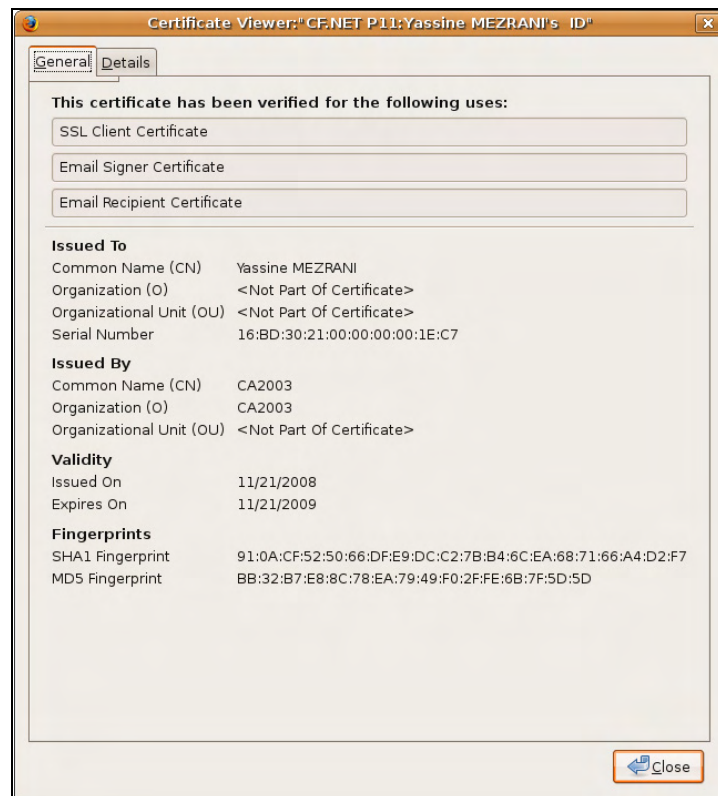 Certificate Viewer:"CF.NET P11:Yassine MEZRANI's ID"
General Details
This certificate has been verified for the following uses:
SSL Client Certificate
Email Signer Certificate
Email Recipient Certificate
Issued To
Common Name (CN) Yassine MEZRANI
Organization (O) <Not Part Of Certificate>
Organizational Unit (OU) <Not Part Of Certificate>
Serial Number 16:BD:30:21:00:00:00:00:1E:C7
Issued By
Common Name (CN) CA2003
Organization (O) CA2003
Organizational Unit (OU) <Not Part Of Certificate>
Validity
Issued On 11/21/2008
Expires On 11/21/2009
Fingerprints
SHA1 Fingerprint 91:0A:CF:52:50:66:DF:E9:DC:C2:7B:B4:6C:EA:68:71:66:A4:D2:F7
MD5 Fingerprint BB:32:B7:E8:8C:78:EA:79:49:F0:2F:FE:6B:7F:5D:5D
Close